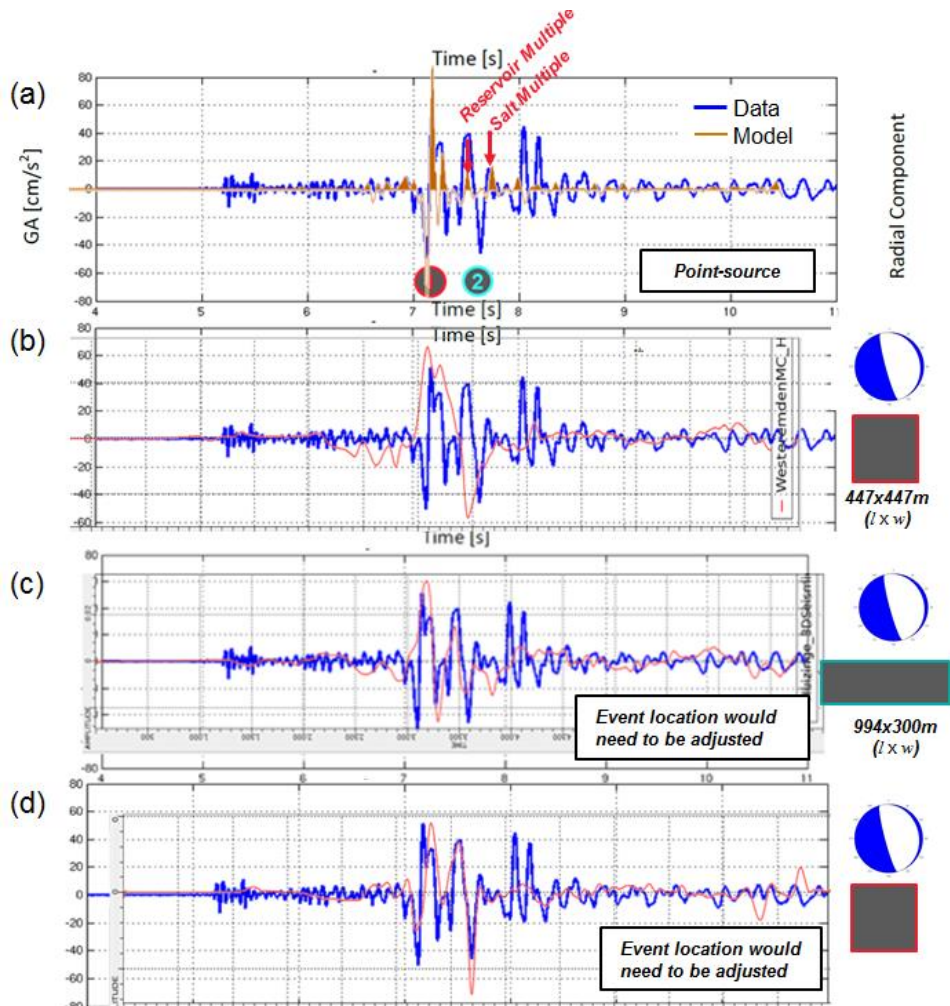 Time [s]
(a)
Reservoir Multiple
Salt Multiple
Data
Model
GA [cm/s²]
Radial Component
80
60
40
20
0
-20
-40
-60
-80
2
Point-source
4
5
6
7
8
9
10
11
Time [s]
(b)
Time [s]
80
60
40
20
0
-20
-40
-60
WesteremdenMC_H
447x447m
(l x w)
Time [s]
(c)
80
-80
AMPLITUDE
Event location would
need to be adjusted
994x300m
(l x w)
4
5
6
7
8
9
10
11
(d)
80
60
40
20
0
-20
-40
-60
-80
Event location would
need to be adjusted